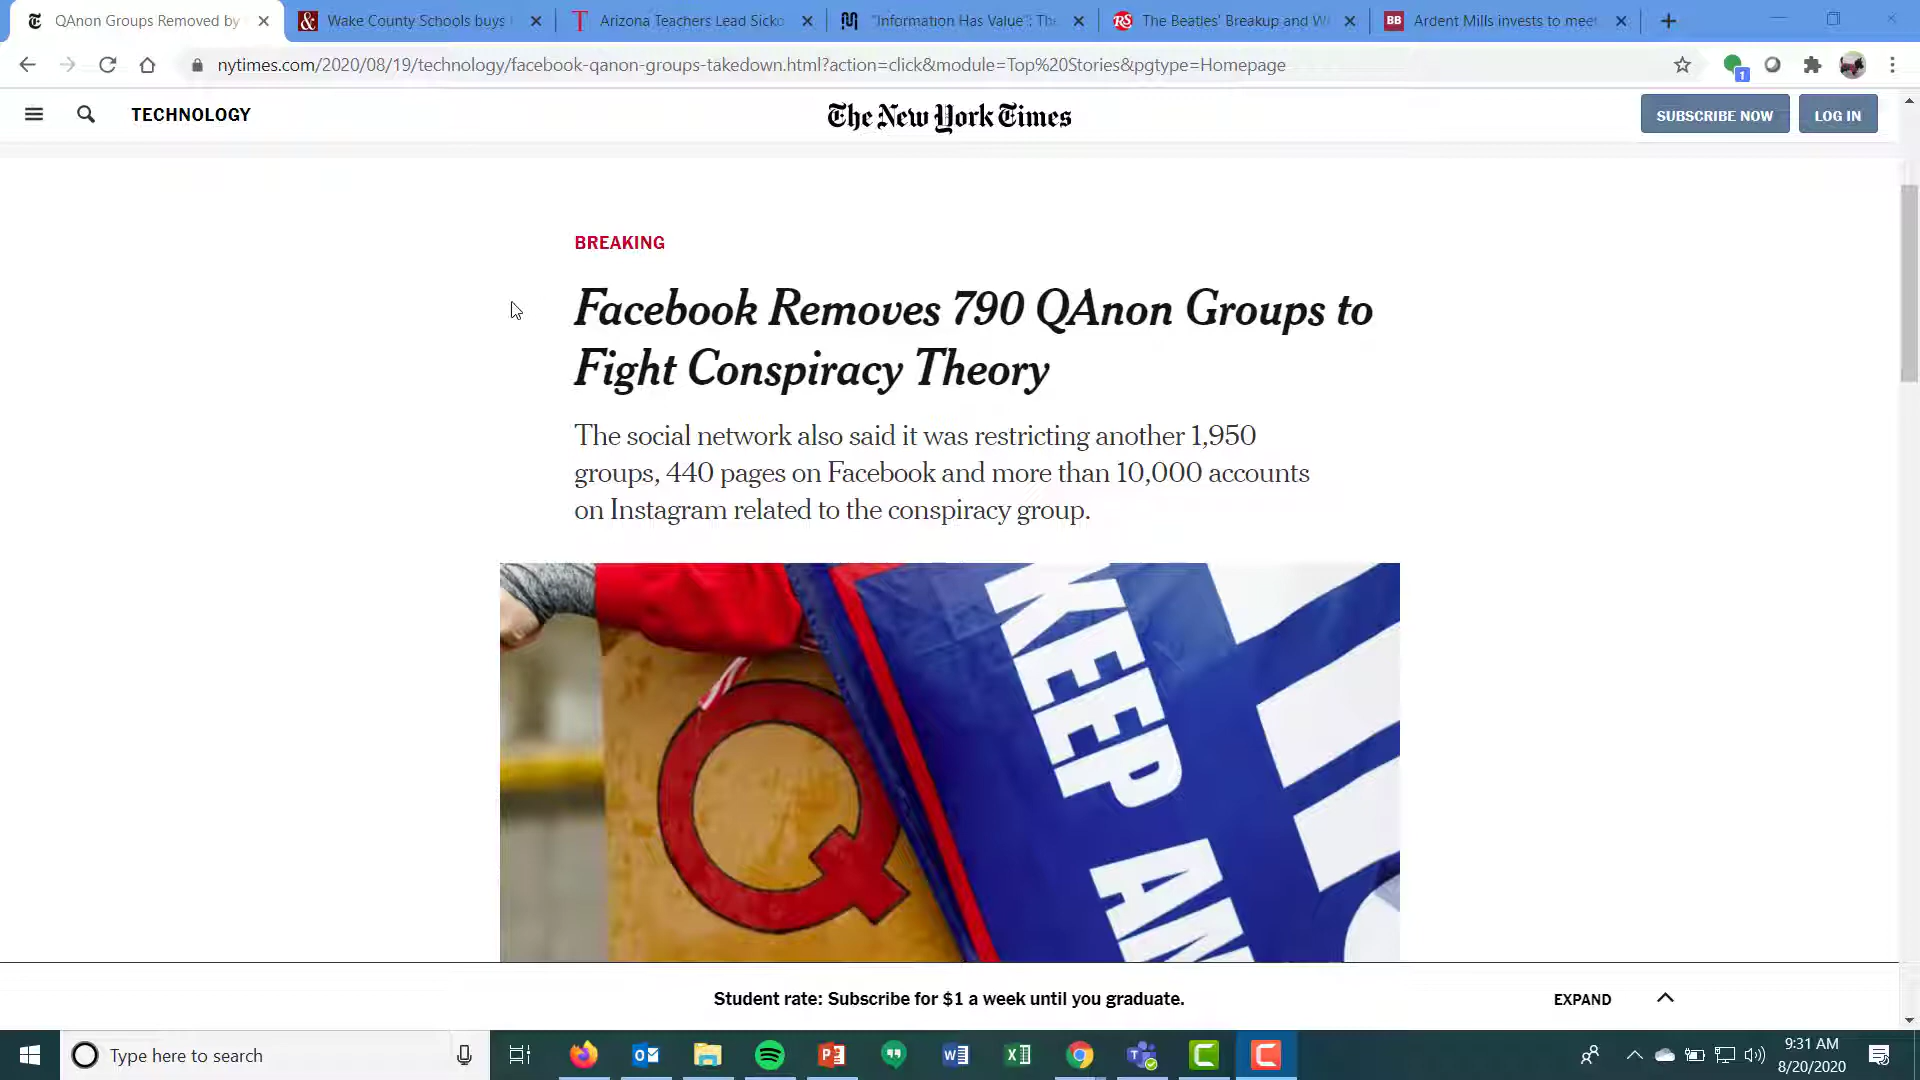 QAnon Groups Removed by
Wake County Schools buys
Arizona Teachers Lead Sicko
"Information Has Value": The
RS
The Beatles' Breakup and W
BB
Ardent Mills invests to meet
nytimes.com/2020/08/19/technology/facebook-qanon-groups-takedown.html?action=click&module=Top%20Stories&pgtype=Homepage
1
TECHNOLOGY
The New York Times
SUBSCRIBE NOW
LOG IN
BREAKING
Facebook Removes 790 QAnon Groups to
Fight Conspiracy Theory
The social network also said it was restricting another 1,950
groups, 440 pages on Facebook and more than 10,000 accounts
on Instagram related to the conspiracy group.
Q
KEEP AM
Student rate: Subscribe for $1 a week until you graduate.
EXPAND
Type here to search
9:31 AM
8/20/2020